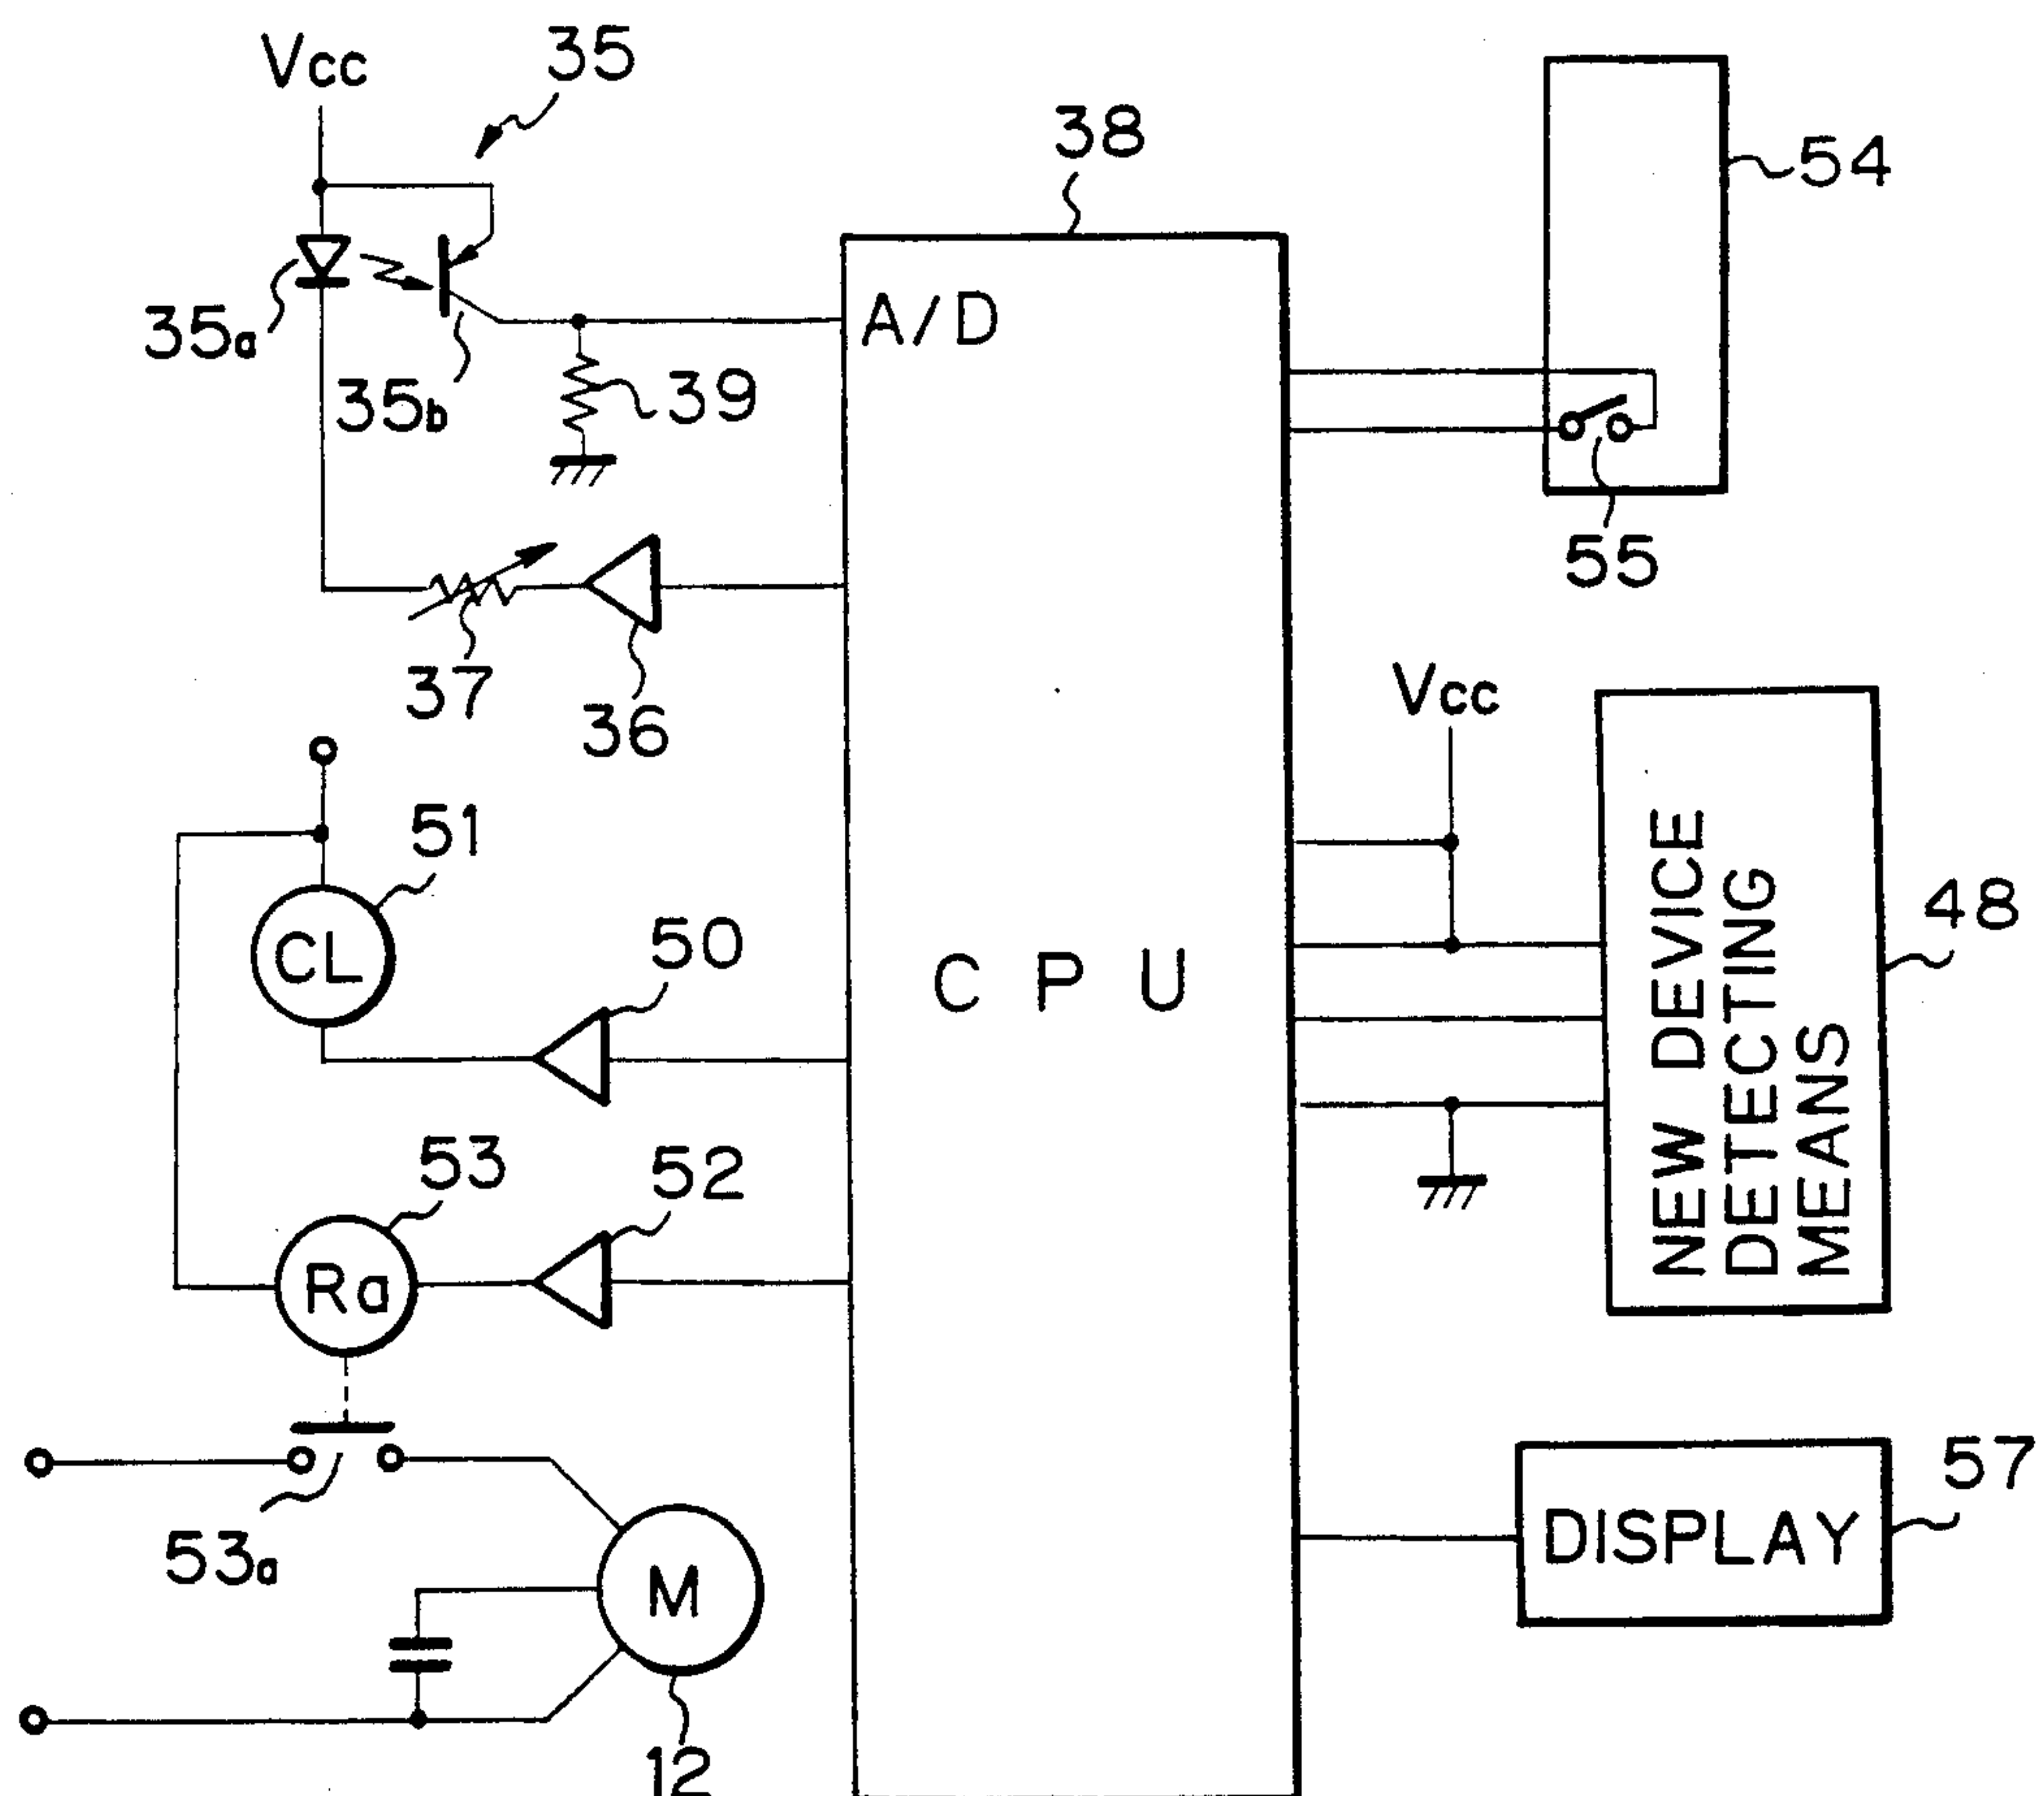 Vcc
35
38
54
35a
35b
A/D
39
55
37
36
Vcc
51
CL
50
CPU
NEW DEVICE
DETECTING
MEANS
48
53
52
Ra
53a
M
12
DISPLAY
57